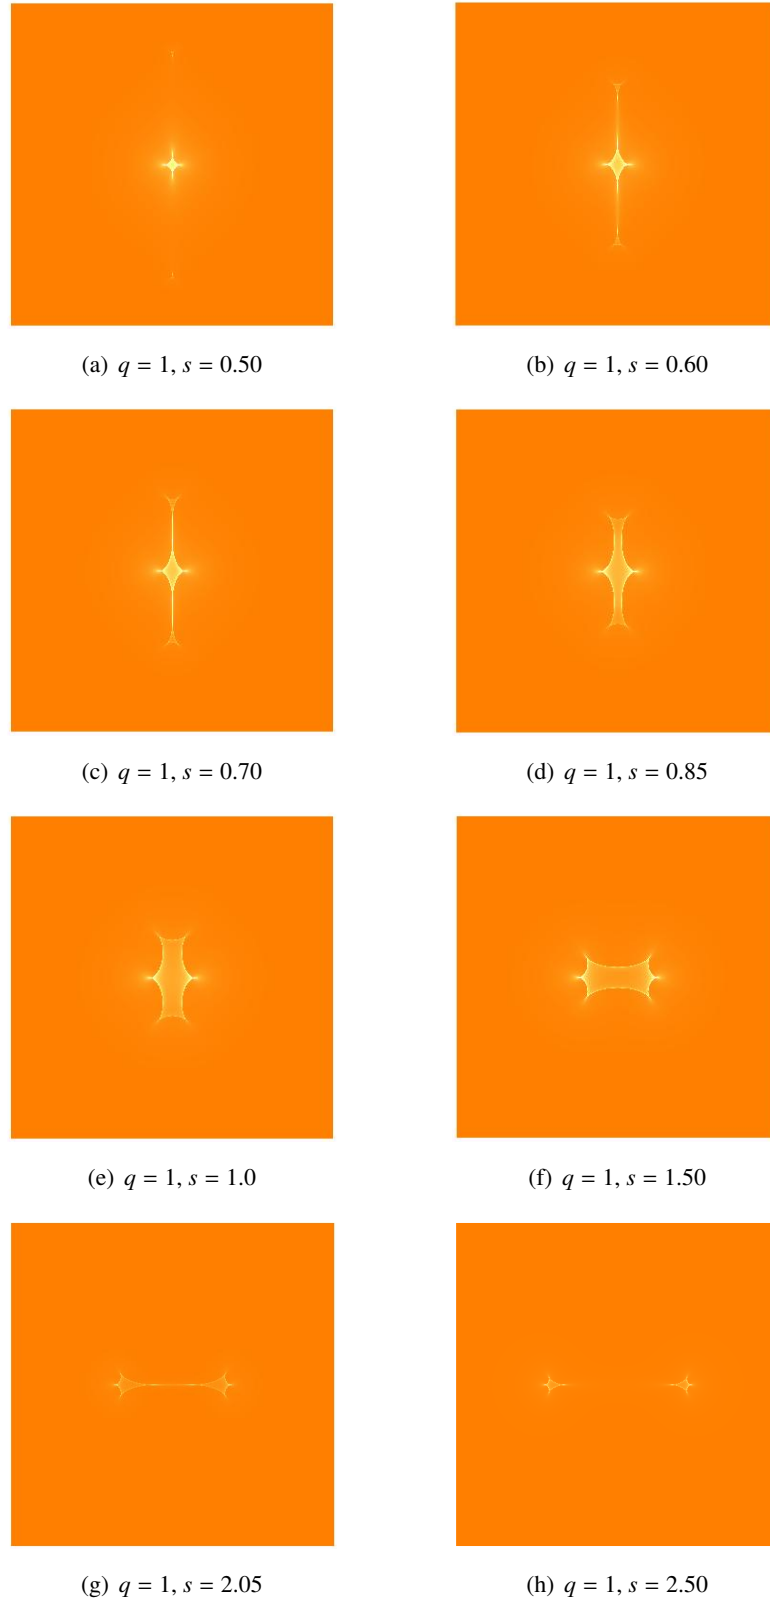 (a) q = 1, s = 0.50
(b) q = 1, s = 0.60
(c) q = 1, s = 0.70
(d) q = 1, s = 0.85
(e) q = 1, s = 1.0
(f) q = 1, s = 1.50
(g) q = 1, s = 2.05
(h) q = 1, s = 2.50